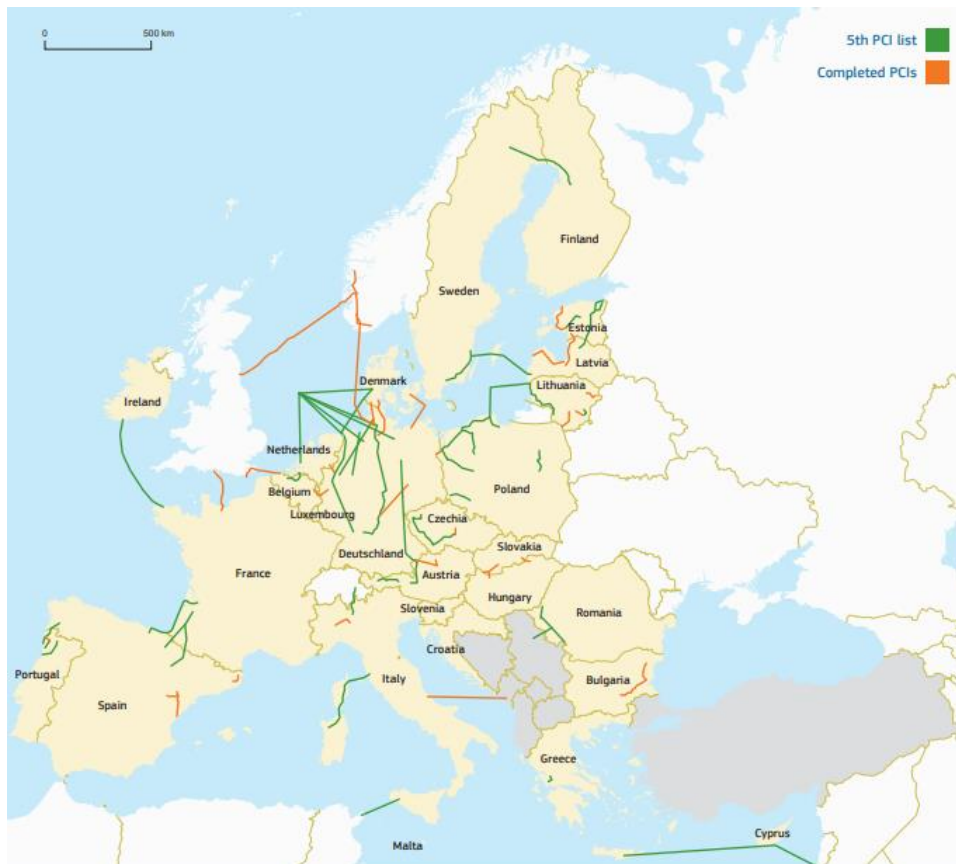 0
500 km
5th PCI list
Completed PCIs
Finland
Sweden
Estonia
Latvia
Denmark
Lithuania
Ireland
Netherlands
Belgium
Poland
Luxembourg
Czechia
Slovakia
Deutschland
France
Austria
Hungary
Slovenia
Romania
Croatia
Portugal
Italy
Bulgaria
Spain
Greece
Cyprus
Malta